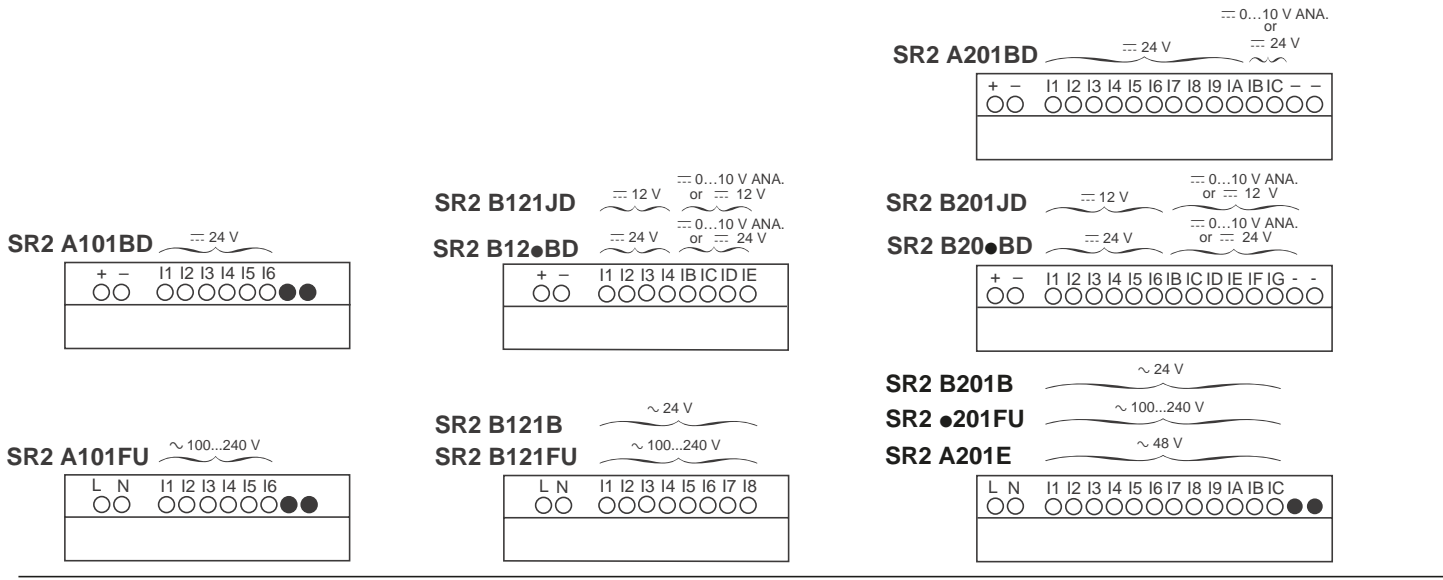 ⎓ 0…10 V ANA.
or
SR2 A201BD ⎓ 24 V ⎓ 24 V
+ – I1 I2 I3 I4 I5 I6 I7 I8 I9 IA IB IC – –
SR2 B121JD ⎓ 12 V ⎓ 0…10 V ANA. or ⎓ 12 V
SR2 B201JD ⎓ 12 V ⎓ 0…10 V ANA. or ⎓ 12 V
SR2 A101BD ⎓ 24 V
SR2 B12●BD ⎓ 24 V ⎓ 0…10 V ANA. or ⎓ 24 V
SR2 B20●BD ⎓ 24 V ⎓ 0…10 V ANA. or ⎓ 24 V
+ – I1 I2 I3 I4 I5 I6
+ – I1 I2 I3 I4 IB IC ID IE
+ – I1 I2 I3 I4 I5 I6 IB IC ID IE IF IG - -
SR2 B201B ∼ 24 V
SR2 B121B ∼ 24 V
SR2 ●201FU ∼ 100...240 V
SR2 A101FU ∼ 100...240 V
SR2 B121FU ∼ 100...240 V
SR2 A201E ∼ 48 V
L N I1 I2 I3 I4 I5 I6
L N I1 I2 I3 I4 I5 I6 I7 I8
L N I1 I2 I3 I4 I5 I6 I7 I8 I9 IA IB IC